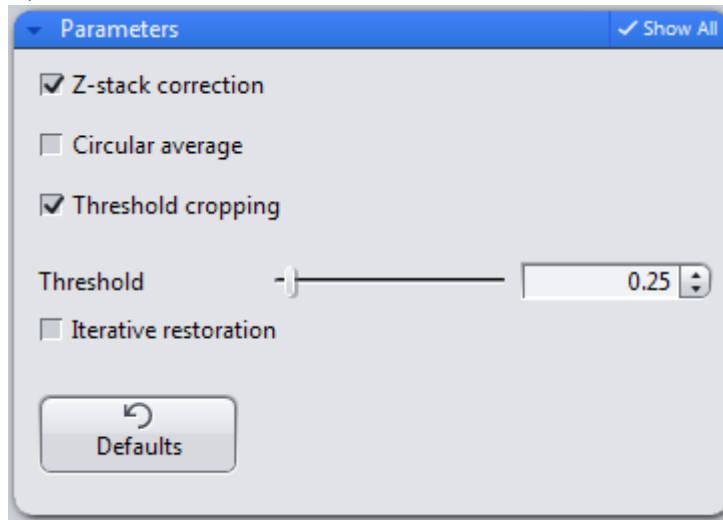 Parameters Show All
Z-stack correction
Circular average
Threshold cropping
Threshold 0.25
Iterative restoration
Defaults